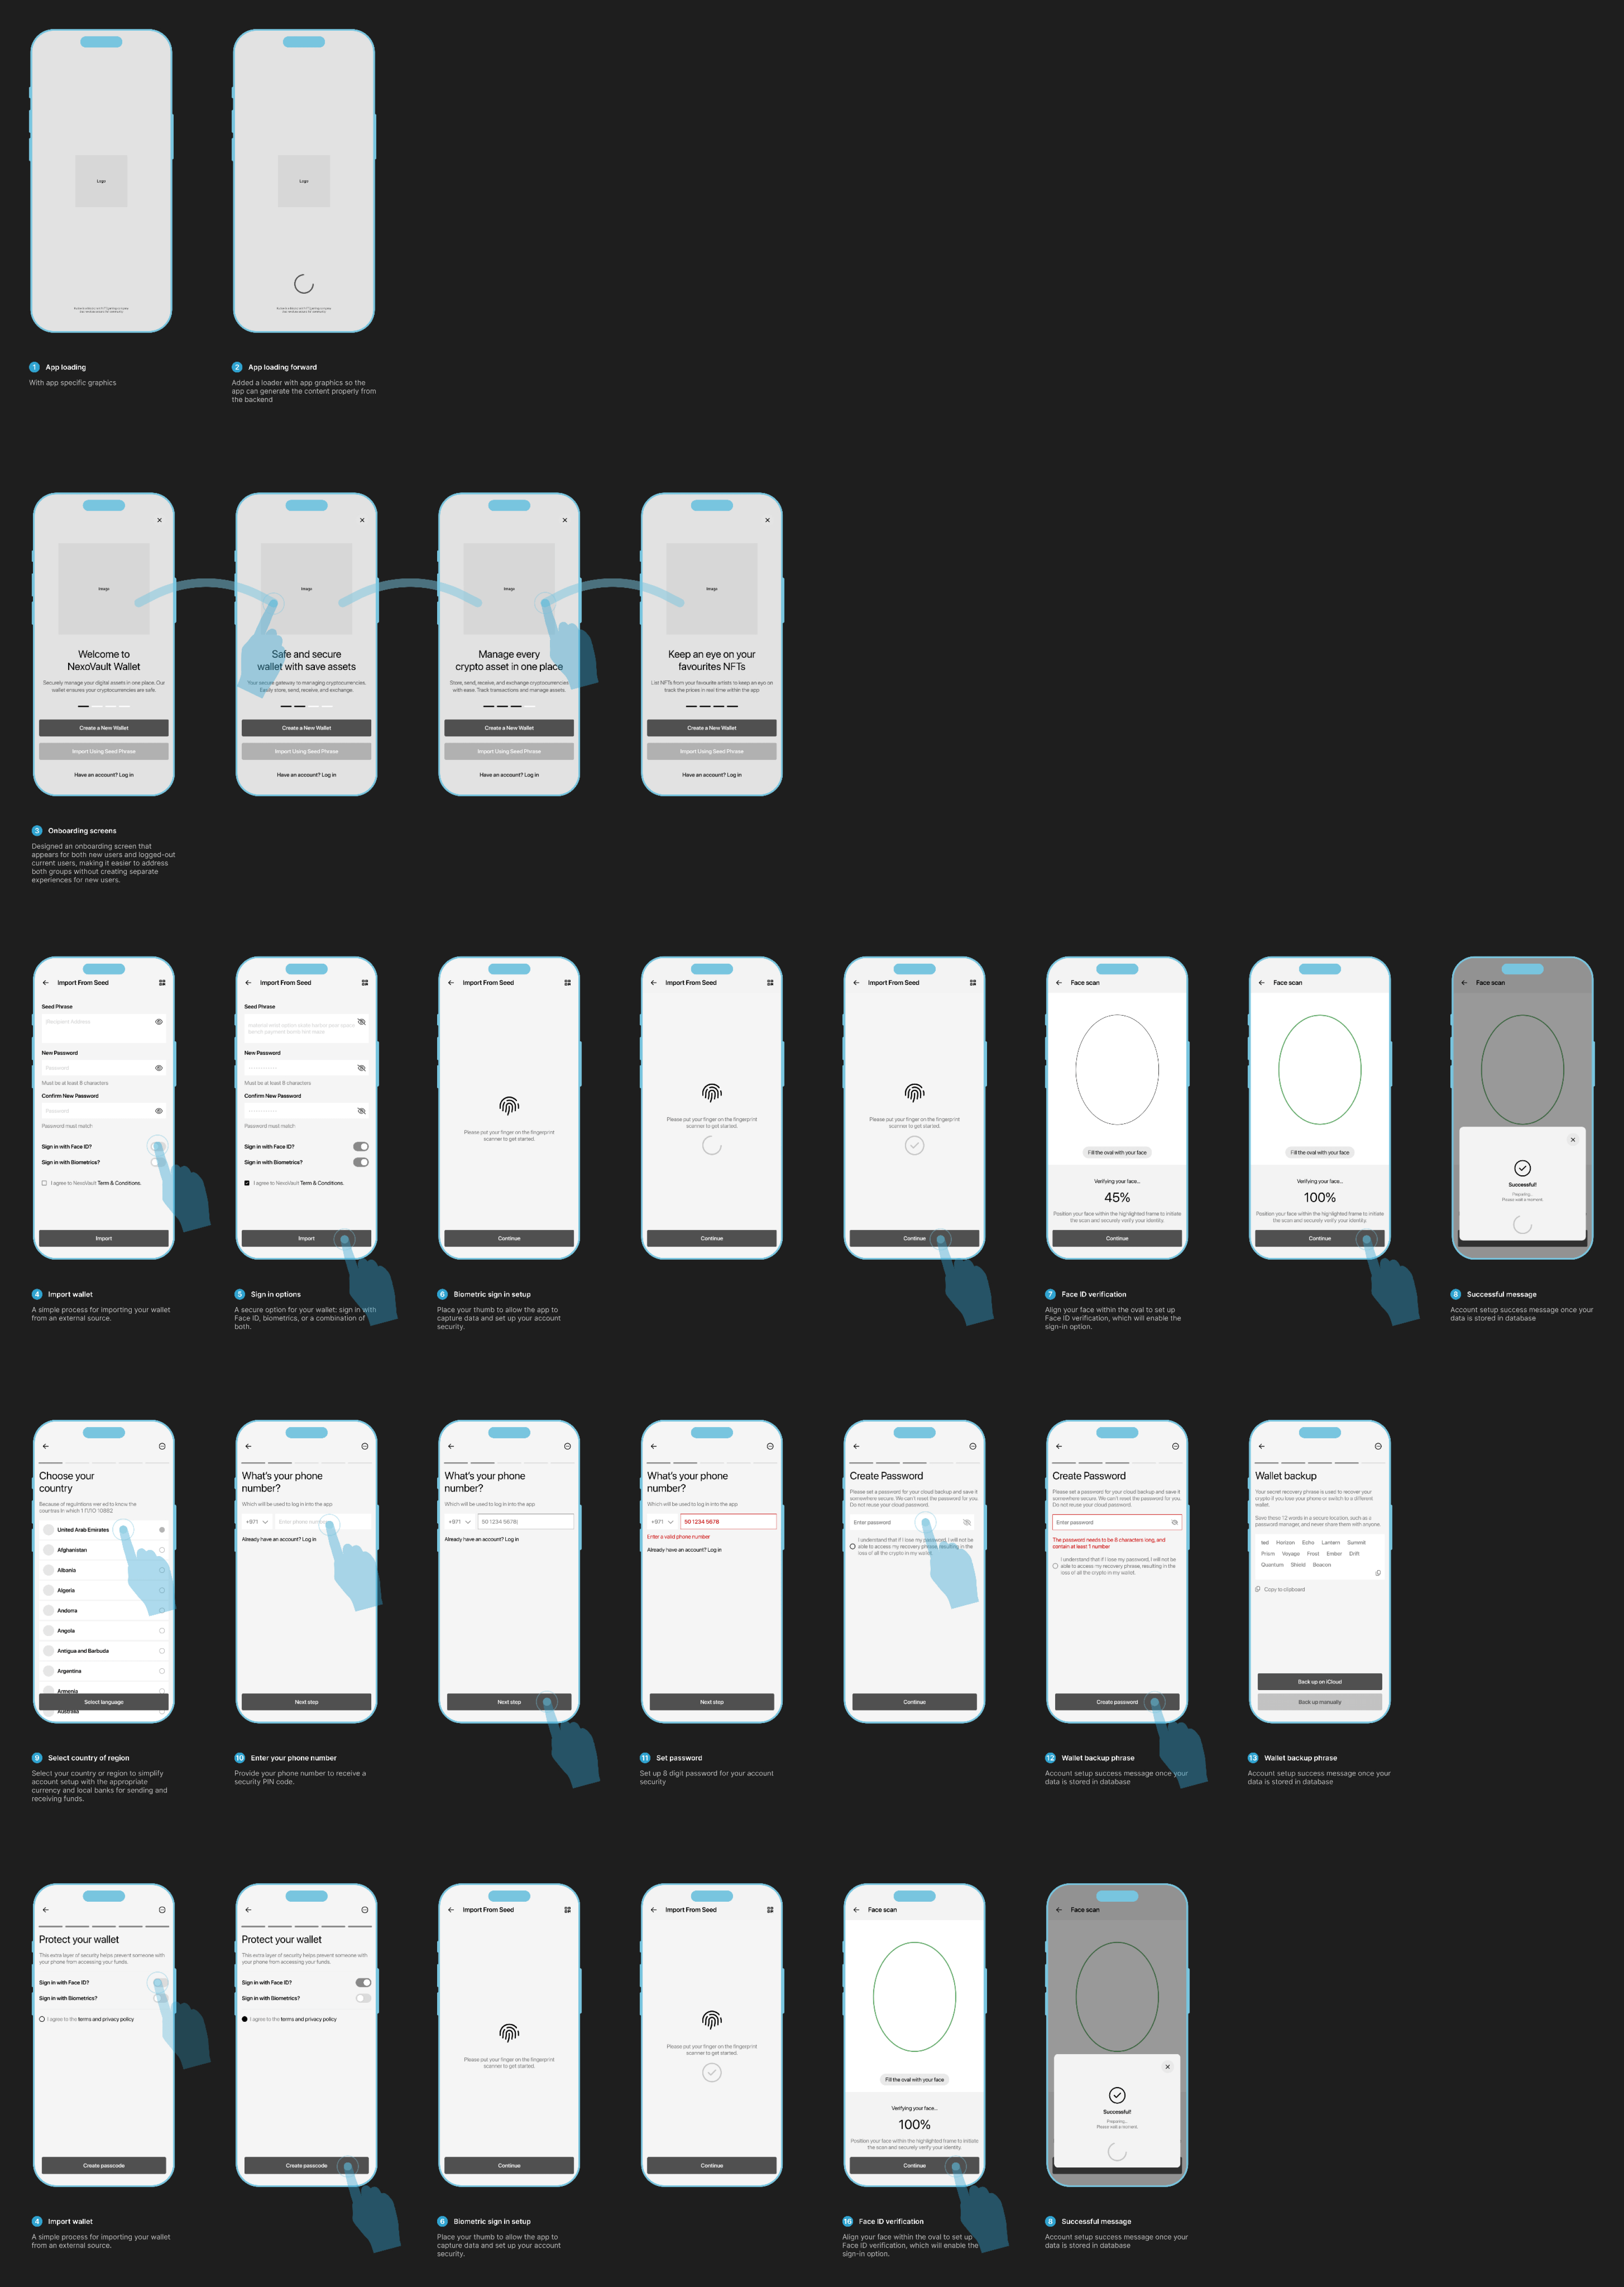 Logo
Logo
1 App loading
With app specific graphics
2 App loading forward
Added a loader with app graphics so the
app can generate the content properly from
the backend
Image
Welcome to
NexoVault Wallet
Securely manage your digital assets in one place. Our
wallet ensures your cryptocurrencies are safe.
Create a New Wallet
Import Using Seed Phrase
Have an account? Log in
Image
Safe and secure
wallet with save assets
Your secure gateway to managing cryptocurrencies.
Easily store, send, receive, and exchange.
Create a New Wallet
Import Using Seed Phrase
Have an account? Log in
Image
Manage every
crypto asset in one place
Store, send, receive, and exchange cryptocurrencies
with ease. Track transactions and manage assets.
Create a New Wallet
Import Using Seed Phrase
Have an account? Log in
Image
Keep an eye on your
favourites NFTs
List NFTs from your favourite artists to keep an eye on
track the prices in real time within the app
Create a New Wallet
Import Using Seed Phrase
Have an account? Log in
3 Onboarding screens
Designed an onboarding screen that
appears for both new users and logged-out
current users, making it easier to address
both groups without creating separate
experiences for new users.
Import From Seed
Seed Phrase
Recipient Address
New Password
Password
Must be at least 8 characters
Confirm New Password
Password
Password must match
Sign in with Face ID?
Sign in with Biometrics?
I agree to NexoVault Term & Conditions.
Import
Import From Seed
Seed Phrase
New Password
Must be at least 8 characters
Confirm New Password
Password must match
Sign in with Face ID?
Sign in with Biometrics?
I agree to NexoVault Term & Conditions.
Import
Import From Seed
Please put your finger on the fingerprint
scanner to get started.
Continue
Import From Seed
Please put your finger on the fingerprint
scanner to get started.
Continue
Import From Seed
Please put your finger on the fingerprint
scanner to get started.
Continue
Face scan
Fill the oval with your face
Verifying your face...
45%
Position your face within the highlighted frame to initiate
the scan and securely verify your identity.
Continue
Face scan
Fill the oval with your face
Verifying your face...
100%
Position your face within the highlighted frame to initiate
the scan and securely verify your identity.
Continue
Face scan
Successful!
Preparing...
Please wait a moment.
4 Import wallet
A simple process for importing your wallet
from an external source.
5 Sign in options
A secure option for your wallet: sign in with
Face ID, biometrics, or a combination of
both.
6 Biometric sign in setup
Place your thumb to allow the app to
capture data and set up your account
security.
7 Face ID verification
Align your face within the oval to set up
Face ID verification, which will enable the
sign-in option.
8 Successful message
Account setup success message once your
data is stored in database
Choose your
country
United Arab Emirates
Afghanistan
Albania
Algeria
Andorra
Angola
Antigua and Barbuda
Argentina
Armenia
Select language
Australia
What's your phone
number?
Which will be used to log in into the app
+971 Enter phone number
Already have an account? Log in
Next step
What's your phone
number?
Which will be used to log in into the app
+971 50 1234 5678
Already have an account? Log in
Next step
What's your phone
number?
Which will be used to log in into the app
+971 50 1234 5678
Enter a valid phone number
Already have an account? Log in
Next step
Create Password
Please set a password for your cloud backup and save it
somewhere secure. We can't reset the password for you.
Do not reuse your cloud password.
Enter password
I understand that if I lose my password, I will not be
able to access my recovery phrase, resulting in the
loss of all the crypto in my wallet.
Continue
Create Password
Please set a password for your cloud backup and save it
somewhere secure. We can't reset the password for you.
Do not reuse your cloud password.
Enter password
The password needs to be 8 characters long, and
contain at least 1 number
I understand that if I lose my password, I will not be
able to access my recovery phrase, resulting in the
loss of all the crypto in my wallet.
Create password
Wallet backup
Your secret recovery phrase is used to recover your
crypto if you lose your phone or switch to a different
wallet.
Save these 12 words in a secure location, such as a
password manager, and never share them with anyone.
ted Horizon Echo Lantern Summit
Prism Voyage Frost Ember Drift
Quantum Shield Beacon
Copy to clipboard
Back up on iCloud
Back up manually
9 Select country of region
Select your country or region to simplify
account setup with the appropriate
currency and local banks for sending and
receiving funds.
10 Enter your phone number
Provide your phone number to receive a
security PIN code.
11 Set password
Set up 8 digit password for your account
security
12 Wallet backup phrase
Account setup success message once your
data is stored in database
13 Wallet backup phrase
Account setup success message once your
data is stored in database
Protect your wallet
This extra layer of security helps prevent someone with
your phone from accessing your funds.
Sign in with Face ID?
Sign in with Biometrics?
I agree to the terms and privacy policy
Create passcode
Protect your wallet
This extra layer of security helps prevent someone with
your phone from accessing your funds.
Sign in with Face ID?
Sign in with Biometrics?
I agree to the terms and privacy policy
Create passcode
Import From Seed
Please put your finger on the fingerprint
scanner to get started.
Continue
Import From Seed
Please put your finger on the fingerprint
scanner to get started.
Continue
Face scan
Fill the oval with your face
Verifying your face...
100%
Position your face within the highlighted frame to initiate
the scan and securely verify your identity.
Continue
Face scan
Successful!
Preparing...
Please wait a moment.
4 Import wallet
A simple process for importing your wallet
from an external source.
6 Biometric sign in setup
Place your thumb to allow the app to
capture data and set up your account
security.
16 Face ID verification
Align your face within the oval to set up
Face ID verification, which will enable the
sign-in option.
8 Successful message
Account setup success message once your
data is stored in database